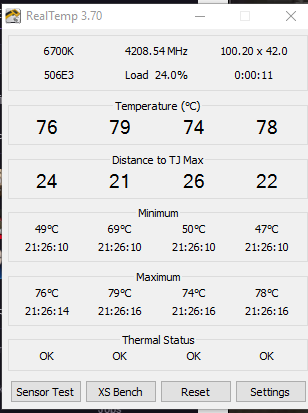 RealTemp 3.70
6700K 4208.54 MHz 100.20 x 42.0
506E3 Load 24.0% 0:00:11
Temperature (°C)
76 79 74 78
Distance to TJ Max
24 21 26 22
Minimum
49°C 69°C 50°C 47°C
21:26:10 21:26:10 21:26:10 21:26:10
Maximum
76°C 79°C 74°C 78°C
21:26:14 21:26:16 21:26:16 21:26:16
Thermal Status
OK OK OK OK
Sensor Test XS Bench Reset Settings